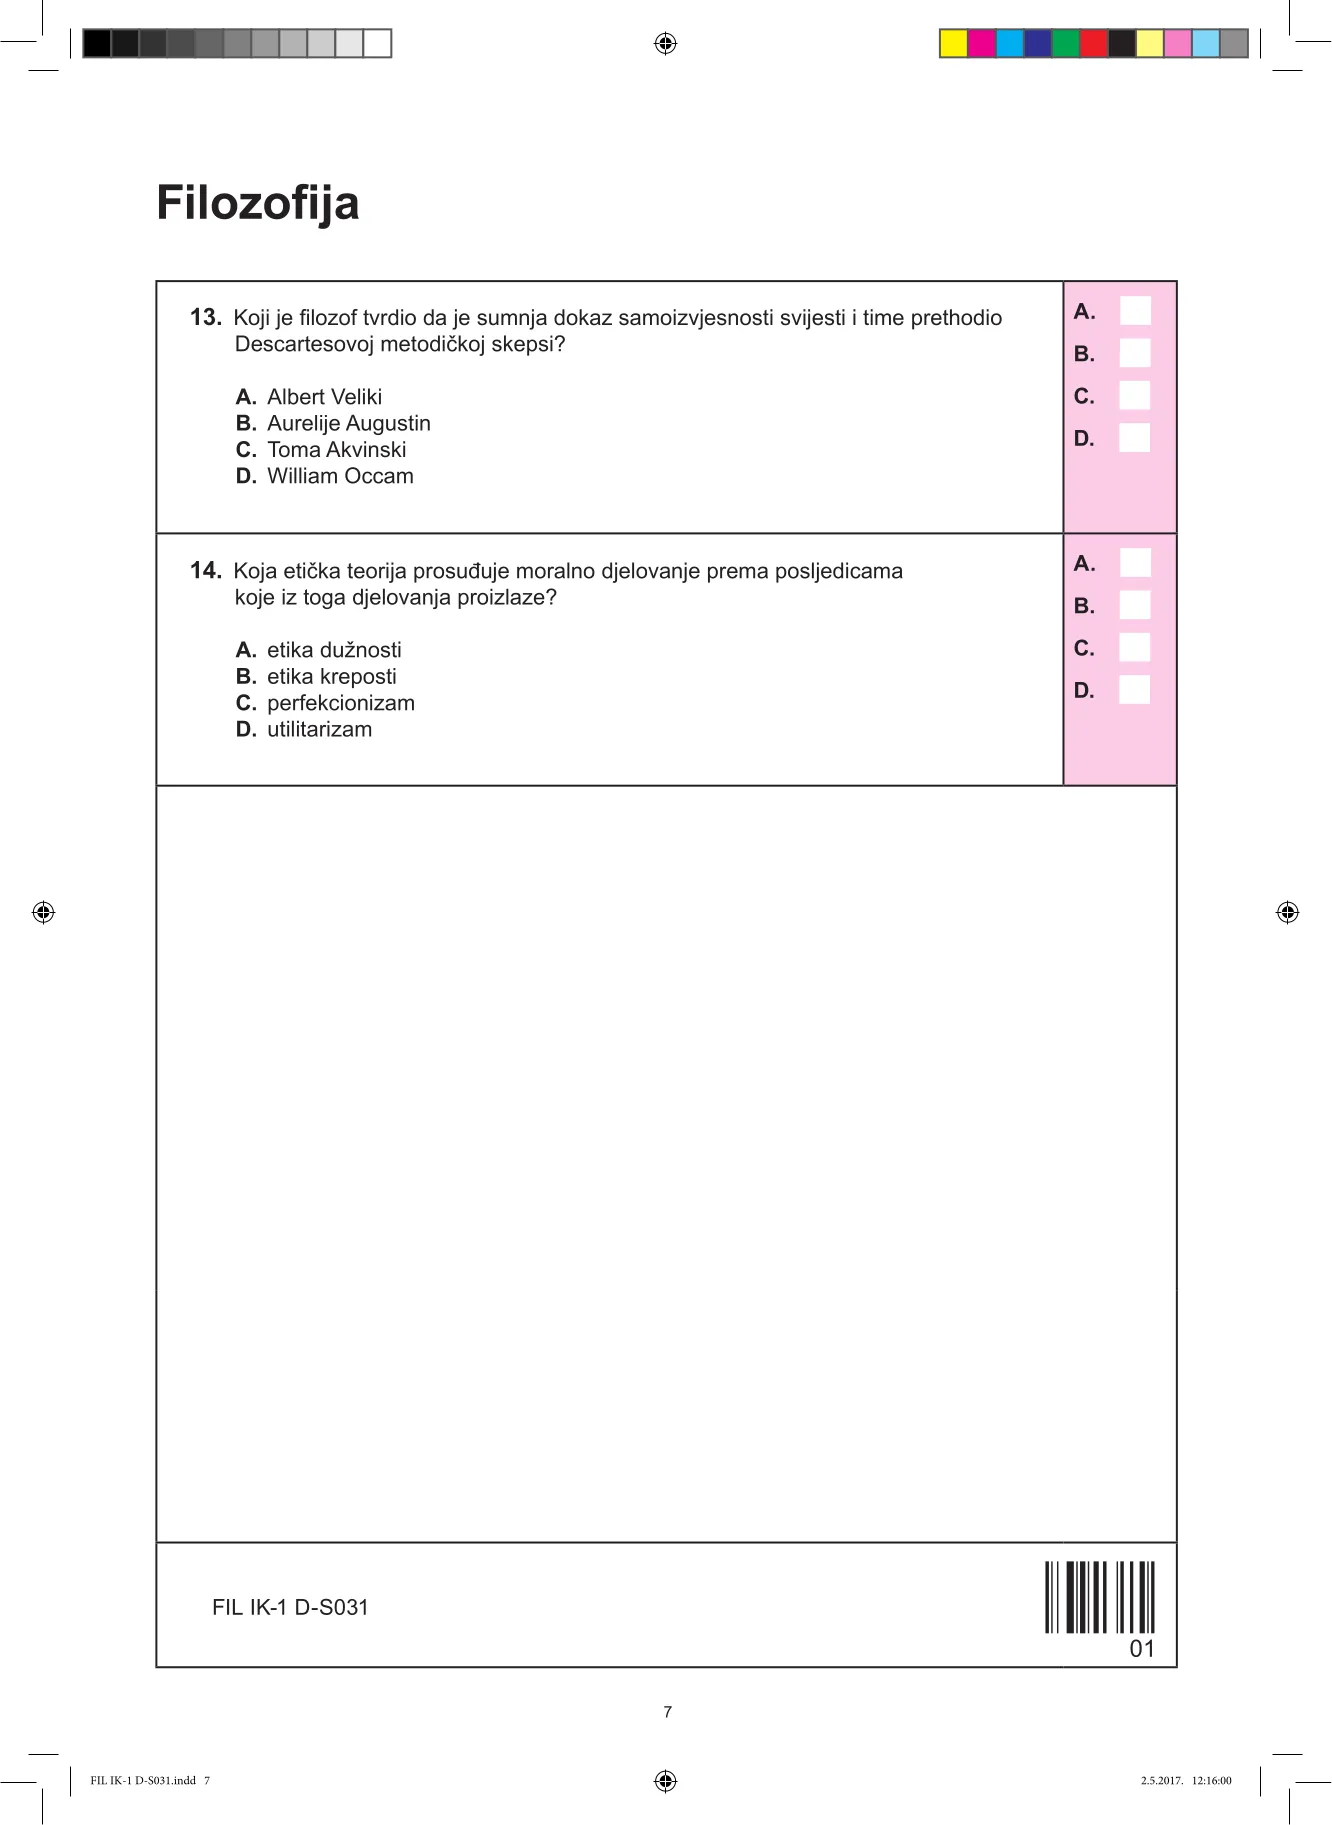 Filozofija
13. Koji je filozof tvrdio da je sumnja dokaz samoizvjesnosti svijesti i time prethodio
Descartesovoj metodičkoj skepsi?
A. Albert Veliki
B. Aurelije Augustin
C. Toma Akvinski
D. William Occam
A.
B.
C.
D.
14. Koja etička teorija prosuđuje moralno djelovanje prema posljedicama
koje iz toga djelovanja proizlaze?
A. etika dužnosti
B. etika kreposti
C. perfekcionizam
D. utilitarizam
A.
B.
C.
D.
FIL IK-1 D-S031
01
7
FIL IK-1 D-S031.indd 7
2.5.2017. 12:16:00